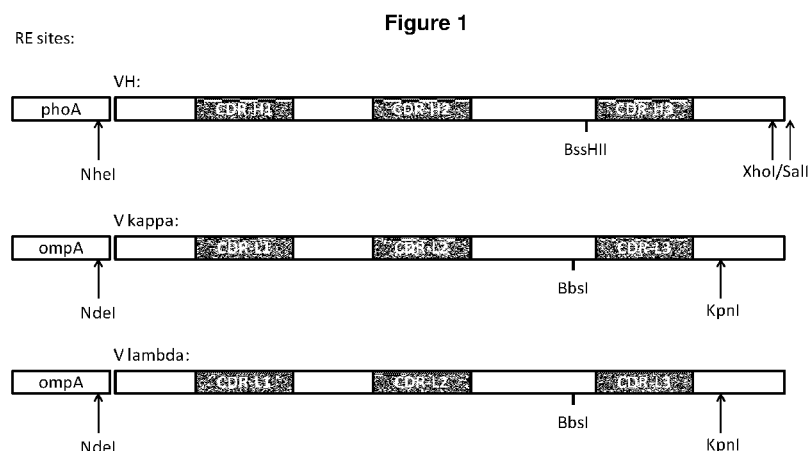 Figure 1
RE sites:
VH:
phoA CDR-H1 CDR-H2 CDR-H3
NheI BssHII XhoI/SalI
V kappa:
ompA CDR-L1 CDR-L2 CDR-L3
NdeI BbsI KpnI
V lambda:
ompA CDR-L1 CDR-L2 CDR-L3
NdeI BbsI KpnI